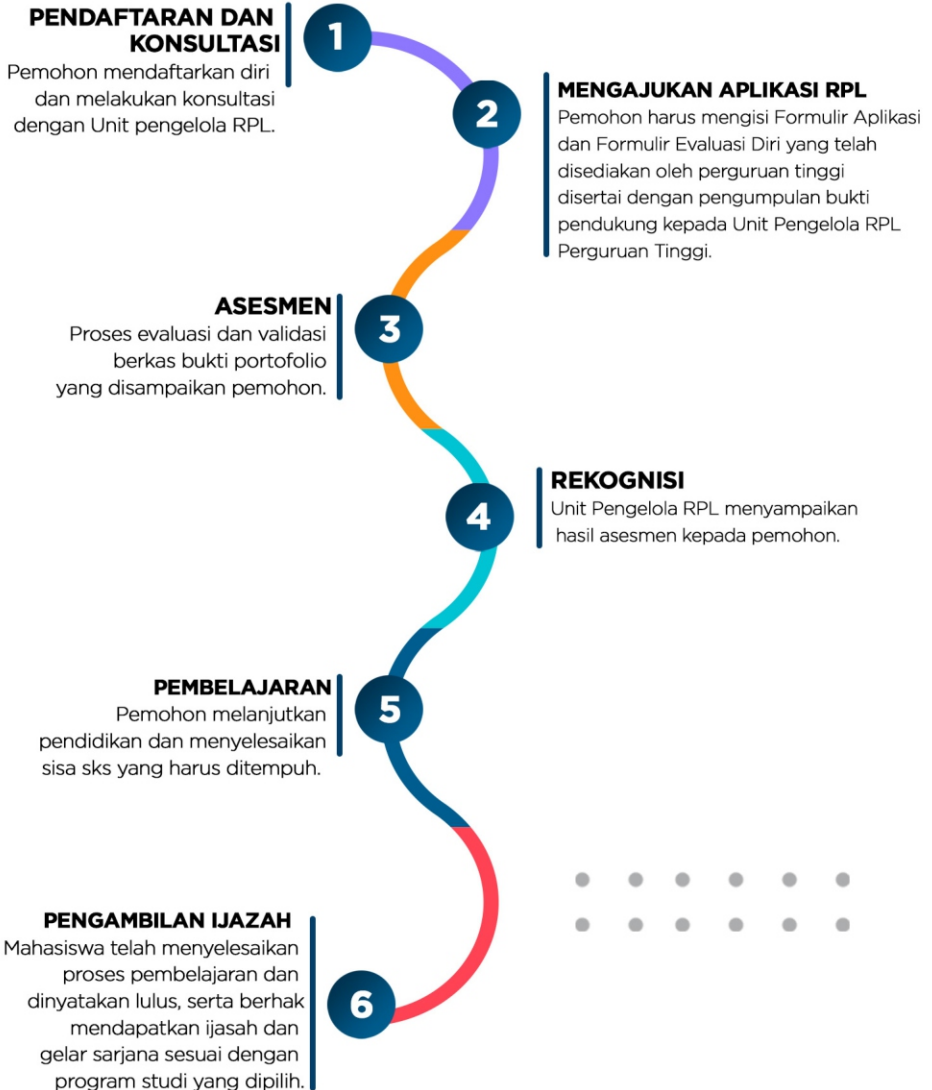 PENDAFTARAN DAN
KONSULTASI
Pemohon mendaftarkan diri
dan melakukan konsultasi
dengan Unit pengelola RPL.
1
2
MENGAJUKAN APLIKASI RPL
Pemohon harus mengisi Formulir Aplikasi
dan Formulir Evaluasi Diri yang telah
disediakan oleh perguruan tinggi
disertai dengan pengumpulan bukti
pendukung kepada Unit Pengelola RPL
Perguruan Tinggi.
ASESMEN
Proses evaluasi dan validasi
berkas bukti portofolio
yang disampaikan pemohon.
3
4
REKOGNISI
Unit Pengelola RPL menyampaikan
hasil asesmen kepada pemohon.
PEMBELAJARAN
Pemohon melanjutkan
pendidikan dan menyelesaikan
sisa sks yang harus ditempuh.
5
PENGAMBILAN IJAZAH
Mahasiswa telah menyelesaikan
proses pembelajaran dan
dinyatakan lulus, serta berhak
mendapatkan ijasah dan
gelar sarjana sesuai dengan
program studi yang dipilih.
6